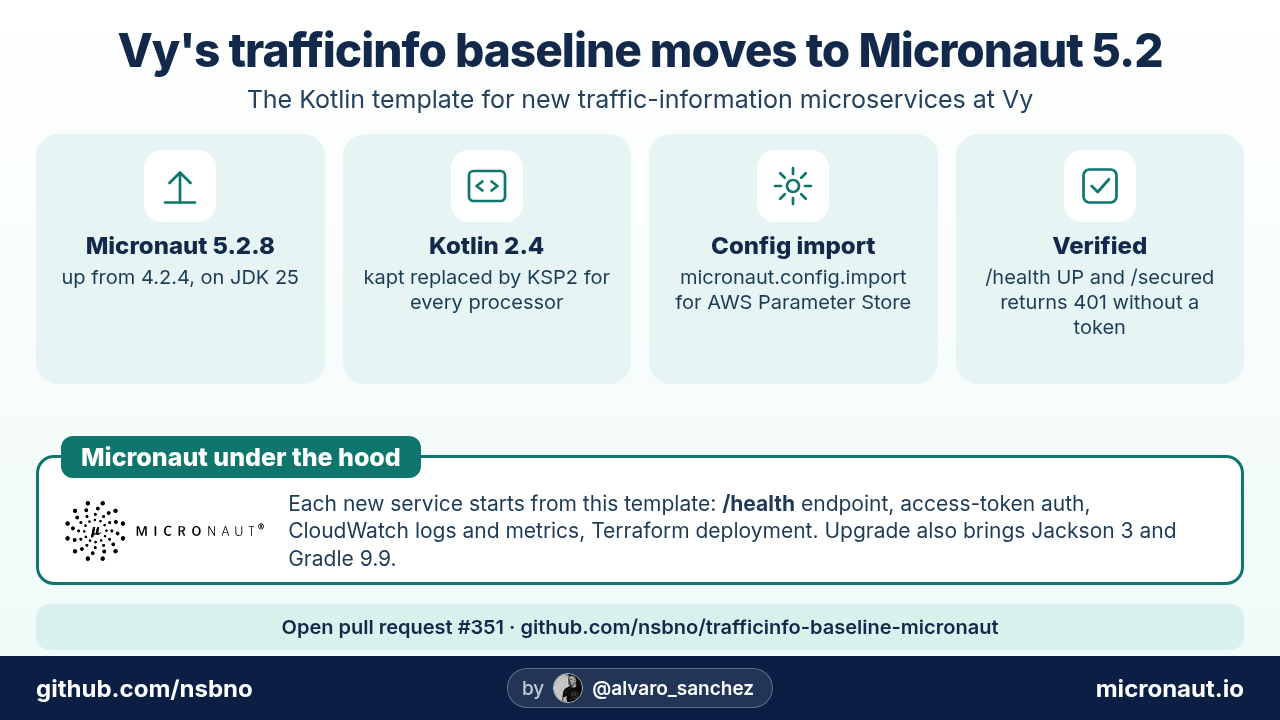 Vy's trafficinfo baseline moves to Micronaut 5.2
The Kotlin template for new traffic-information microservices at Vy
Micronaut 5.2.8
up from 4.2.4, on JDK 25
Kotlin 2.4
kapt replaced by KSP2 for
every processor
Config import
micronaut.config.import
for AWS Parameter Store
Verified
/health UP and /secured
returns 401 without a
token
Micronaut under the hood
μ MICRONAUT®
Each new service starts from this template: /health endpoint, access-token auth,
CloudWatch logs and metrics, Terraform deployment. Upgrade also brings Jackson 3 and
Gradle 9.9.
Open pull request #351 · github.com/nsbno/trafficinfo-baseline-micronaut
github.com/nsbno
by @alvaro_sanchez
micronaut.io